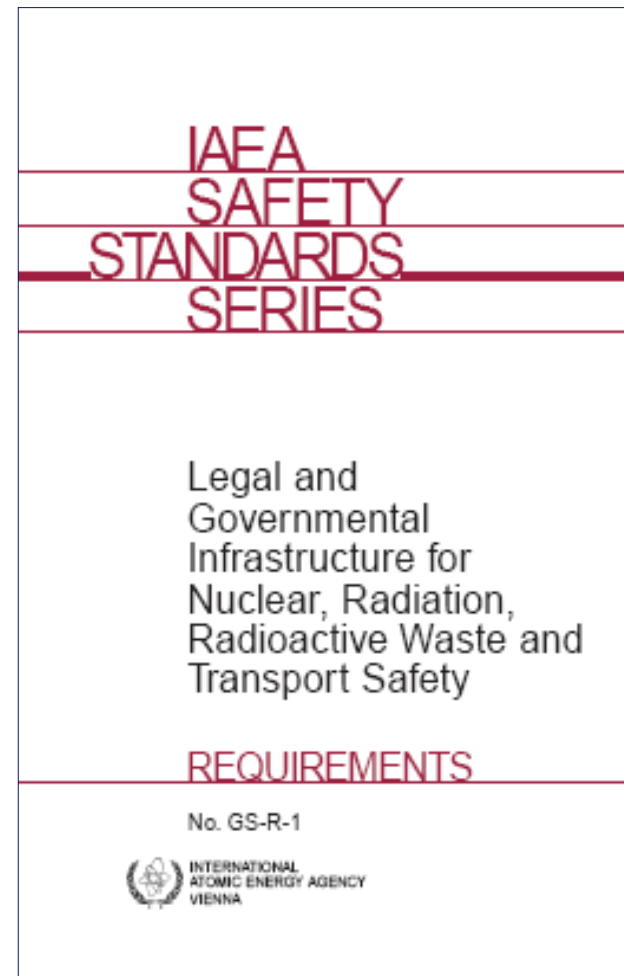 IAEA
SAFETY
STANDARDS
SERIES
Legal and
Governmental
Infrastructure for
Nuclear, Radiation,
Radioactive Waste and
Transport Safety
REQUIREMENTS
No. GS-R-1
INTERNATIONAL
ATOMIC ENERGY AGENCY
VIENNA